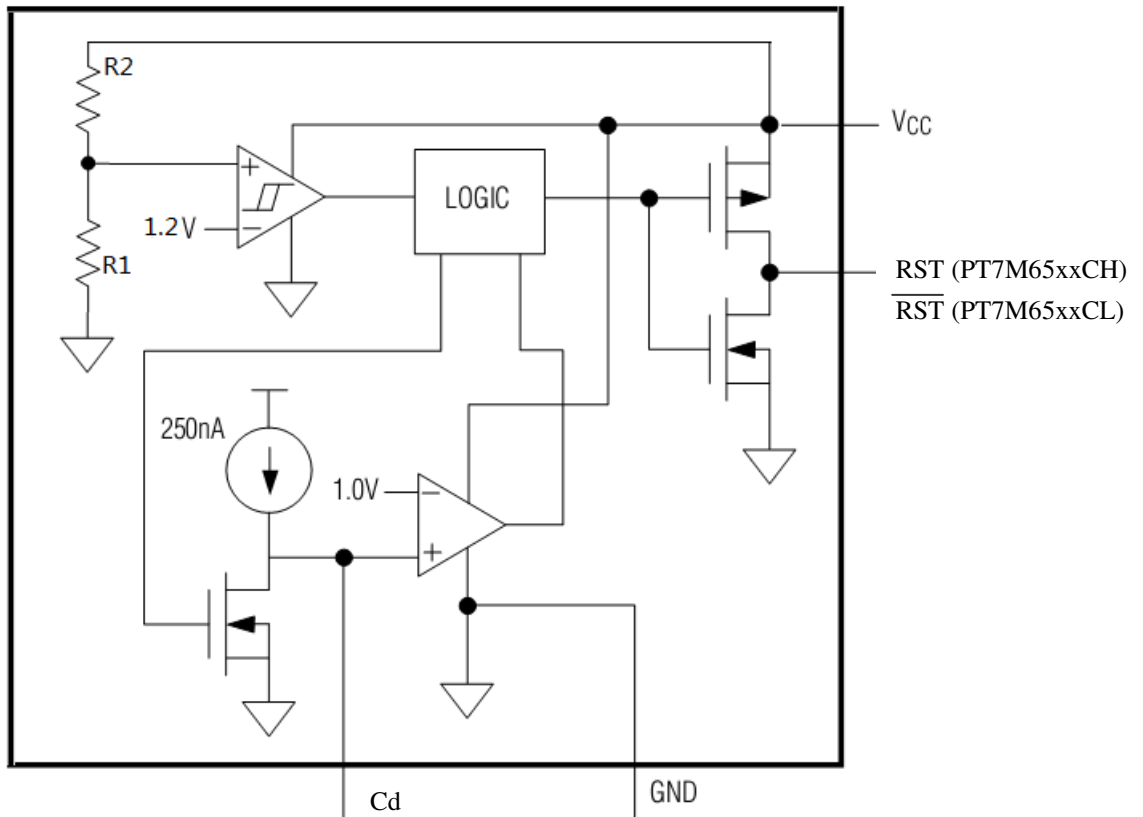 R2
VCC
+
LOGIC
1.2V
−
R1
RST (PT7M65xxCH)
RST (PT7M65xxCL)
250nA
1.0V
−
+
Cd
GND